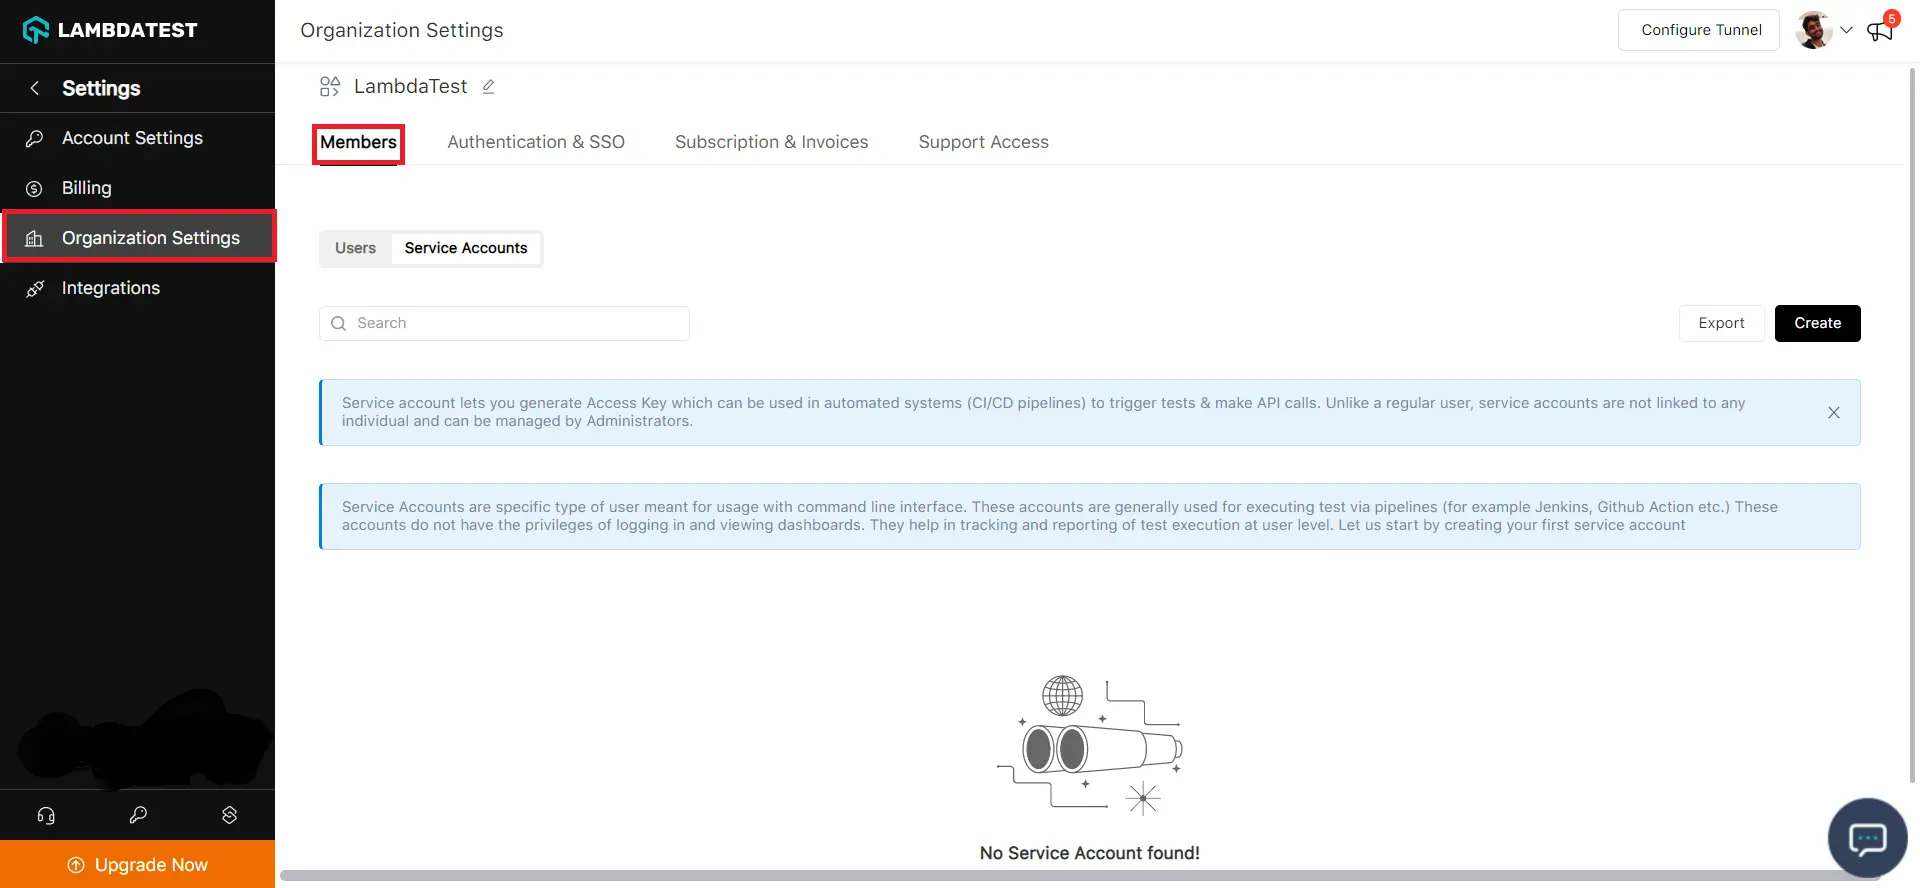 LAMBDATEST
Organization Settings
Configure Tunnel
5
Settings
Account Settings
Billing
Organization Settings
Integrations
LambdaTest
Members
Authentication & SSO
Subscription & Invoices
Support Access
Users
Service Accounts
Search
Export
Create
Service account lets you generate Access Key which can be used in automated systems (CI/CD pipelines) to trigger tests & make API calls. Unlike a regular user, service accounts are not linked to any
individual and can be managed by Administrators.
Service Accounts are specific type of user meant for usage with command line interface. These accounts are generally used for executing test via pipelines (for example Jenkins, Github Action etc.) These
accounts do not have the privileges of logging in and viewing dashboards. They help in tracking and reporting of test execution at user level. Let us start by creating your first service account
No Service Account found!
Upgrade Now